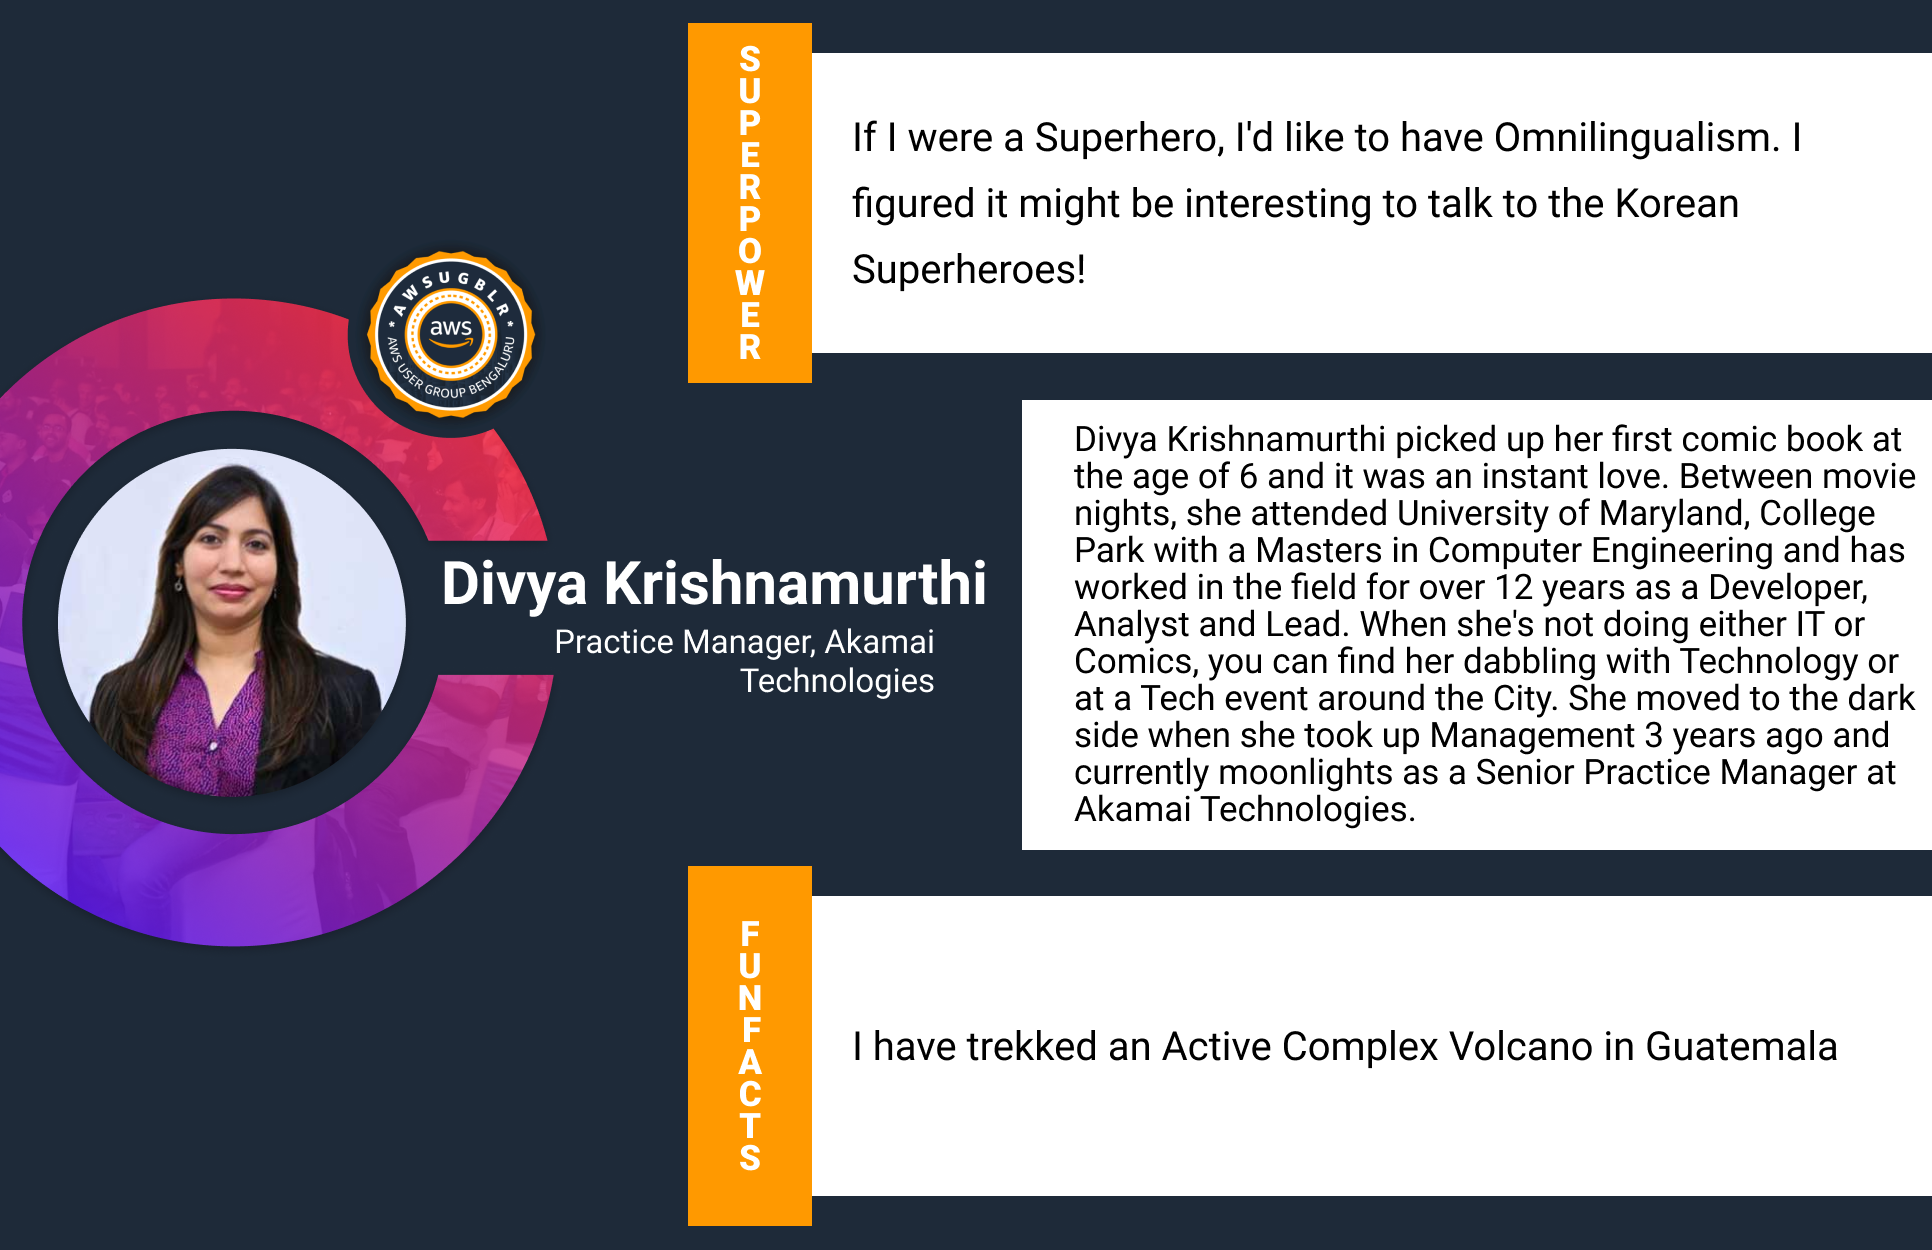 SUPERPOWER
If I were a Superhero, I'd like to have Omnilingualism. I
figured it might be interesting to talk to the Korean
Superheroes!
* AWSUGBLR *
aws
AWS USER GROUP BENGALURU
Divya Krishnamurthi
Practice Manager, Akamai
Technologies
Divya Krishnamurthi picked up her first comic book at
the age of 6 and it was an instant love. Between movie
nights, she attended University of Maryland, College
Park with a Masters in Computer Engineering and has
worked in the field for over 12 years as a Developer,
Analyst and Lead. When she's not doing either IT or
Comics, you can find her dabbling with Technology or
at a Tech event around the City. She moved to the dark
side when she took up Management 3 years ago and
currently moonlights as a Senior Practice Manager at
Akamai Technologies.
FUNFACTS
I have trekked an Active Complex Volcano in Guatemala